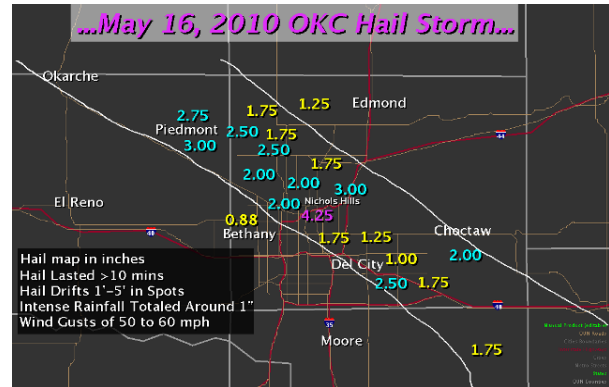 ...May 16, 2010 OKC Hail Storm...
Okarche
1.25
Edmond
2.75
1.75
Piedmont
2.50
1.75
3.00
2.50
44
1.75
2.00
2.00
3.00
El Reno
2.00
Nichols Hills
0.88
4.25
40
Bethany
1.75
1.25
Choctaw
2.00
Del City
1.00
2.50
1.75
Hail map in inches
Hail Lasted >10 mins
Hail Drifts 1'-5' in Spots
Intense Rainfall Totaled Around 1"
Wind Gusts of 50 to 60 mph
40
35
Moore
1.75